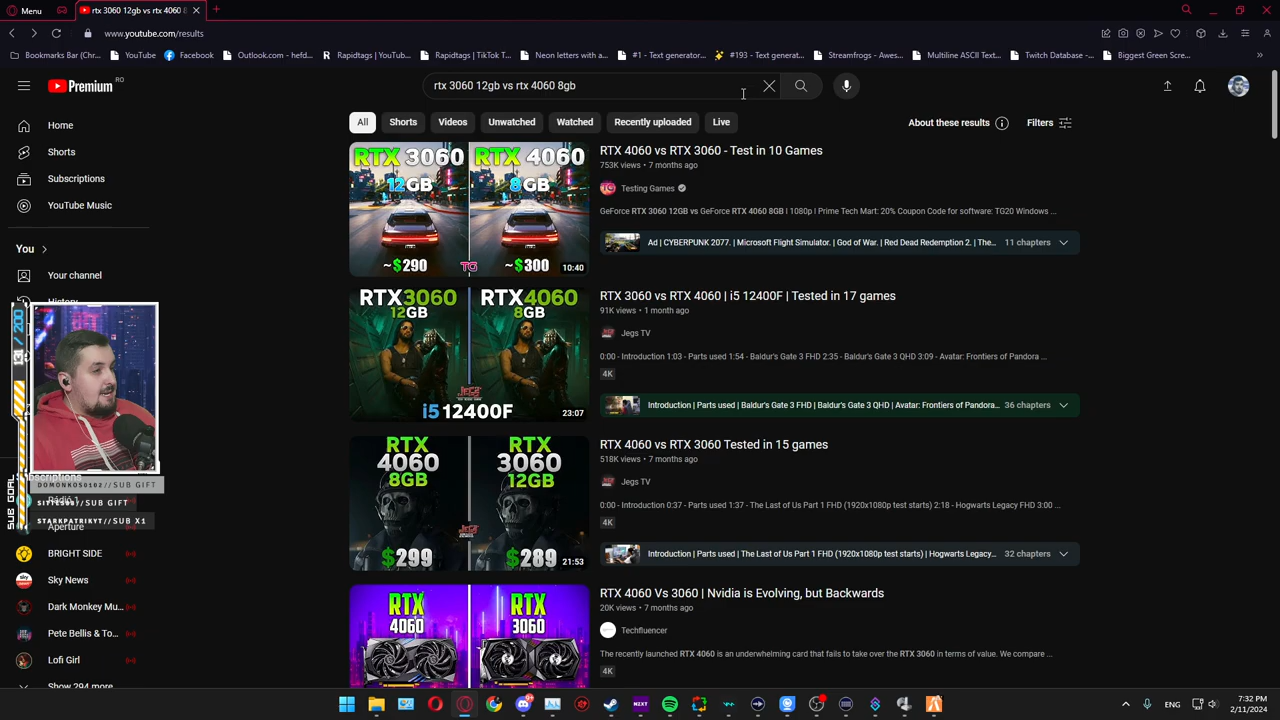 Menu
rtx 3060 12gb vs rtx 4060 8
www.youtube.com/results
Bookmarks Bar (Chr...
YouTube
Facebook
Outlook.com - hefd...
Rapidtags | YouTub...
Rapidtags | TikTok T...
Neon letters with a...
#1 - Text generator...
#193 - Text generat...
Streamfrogs - Awes...
Multiline ASCII Text...
Twitch Database - ...
Biggest Green Scre...
Premium
RO
rtx 3060 12gb vs rtx 4060 8gb
All
Shorts
Videos
Unwatched
Watched
Recently uploaded
Live
About these results
Filters
Home
Shorts
Subscriptions
YouTube Music
You
Your channel
History
RTX 3060
12GB
~$290
RTX 4060
8GB
~$300
TG
10:40
RTX 4060 vs RTX 3060 - Test in 10 Games
753K views • 7 months ago
Testing Games
GeForce RTX 3060 12GB vs GeForce RTX 4060 8GB | 1080p | Prime Tech Mart: 20% Coupon Code for software: TG20 Windows ...
Ad | CYBERPUNK 2077. | Microsoft Flight Simulator. | God of War. | Red Dead Redemption 2. | The...
11 chapters
RTX3060
12GB
RTX4060
8GB
i5 12400F
23:07
RTX 3060 vs RTX 4060 | i5 12400F | Tested in 17 games
91K views • 1 month ago
Jegs TV
0:00 - Introduction 1:03 - Parts used 1:54 - Baldur's Gate 3 FHD 2:35 - Baldur's Gate 3 QHD 3:09 - Avatar: Frontiers of Pandora ...
4K
Introduction | Parts used | Baldur's Gate 3 FHD | Baldur's Gate 3 QHD | Avatar: Frontiers of Pandora...
36 chapters
RTX
4060
8GB
$299
RTX
3060
12GB
$289
21:53
RTX 4060 vs RTX 3060 Tested in 15 games
518K views • 7 months ago
Jegs TV
0:00 - Introduction 0:37 - Parts used 1:37 - The Last of Us Part 1 FHD (1920x1080p test starts) 2:18 - Hogwarts Legacy FHD 3:00 ...
4K
Introduction | Parts used | The Last of Us Part 1 FHD (1920x1080p test starts) | Hogwarts Legacy...
32 chapters
RTX
4060
RTX
3060
RTX 4060 Vs 3060 | Nvidia is Evolving, but Backwards
20K views • 7 months ago
Techfluencer
The recently launched RTX 4060 is an underwhelming card that fails to take over the RTX 3060 in terms of value. We compare ...
4K
/ 200
SUB GOAL
Subscriptions
DOMONKOS0102//SUB GIFT
//SUB GIFT
STARKPATRIKYT//SUB X1
Aperture
BRIGHT SIDE
Sky News
Dark Monkey Mu...
Pete Bellis & To...
Lofi Girl
Show 294 more
NZXT
ENG
7:32 PM
2/11/2024